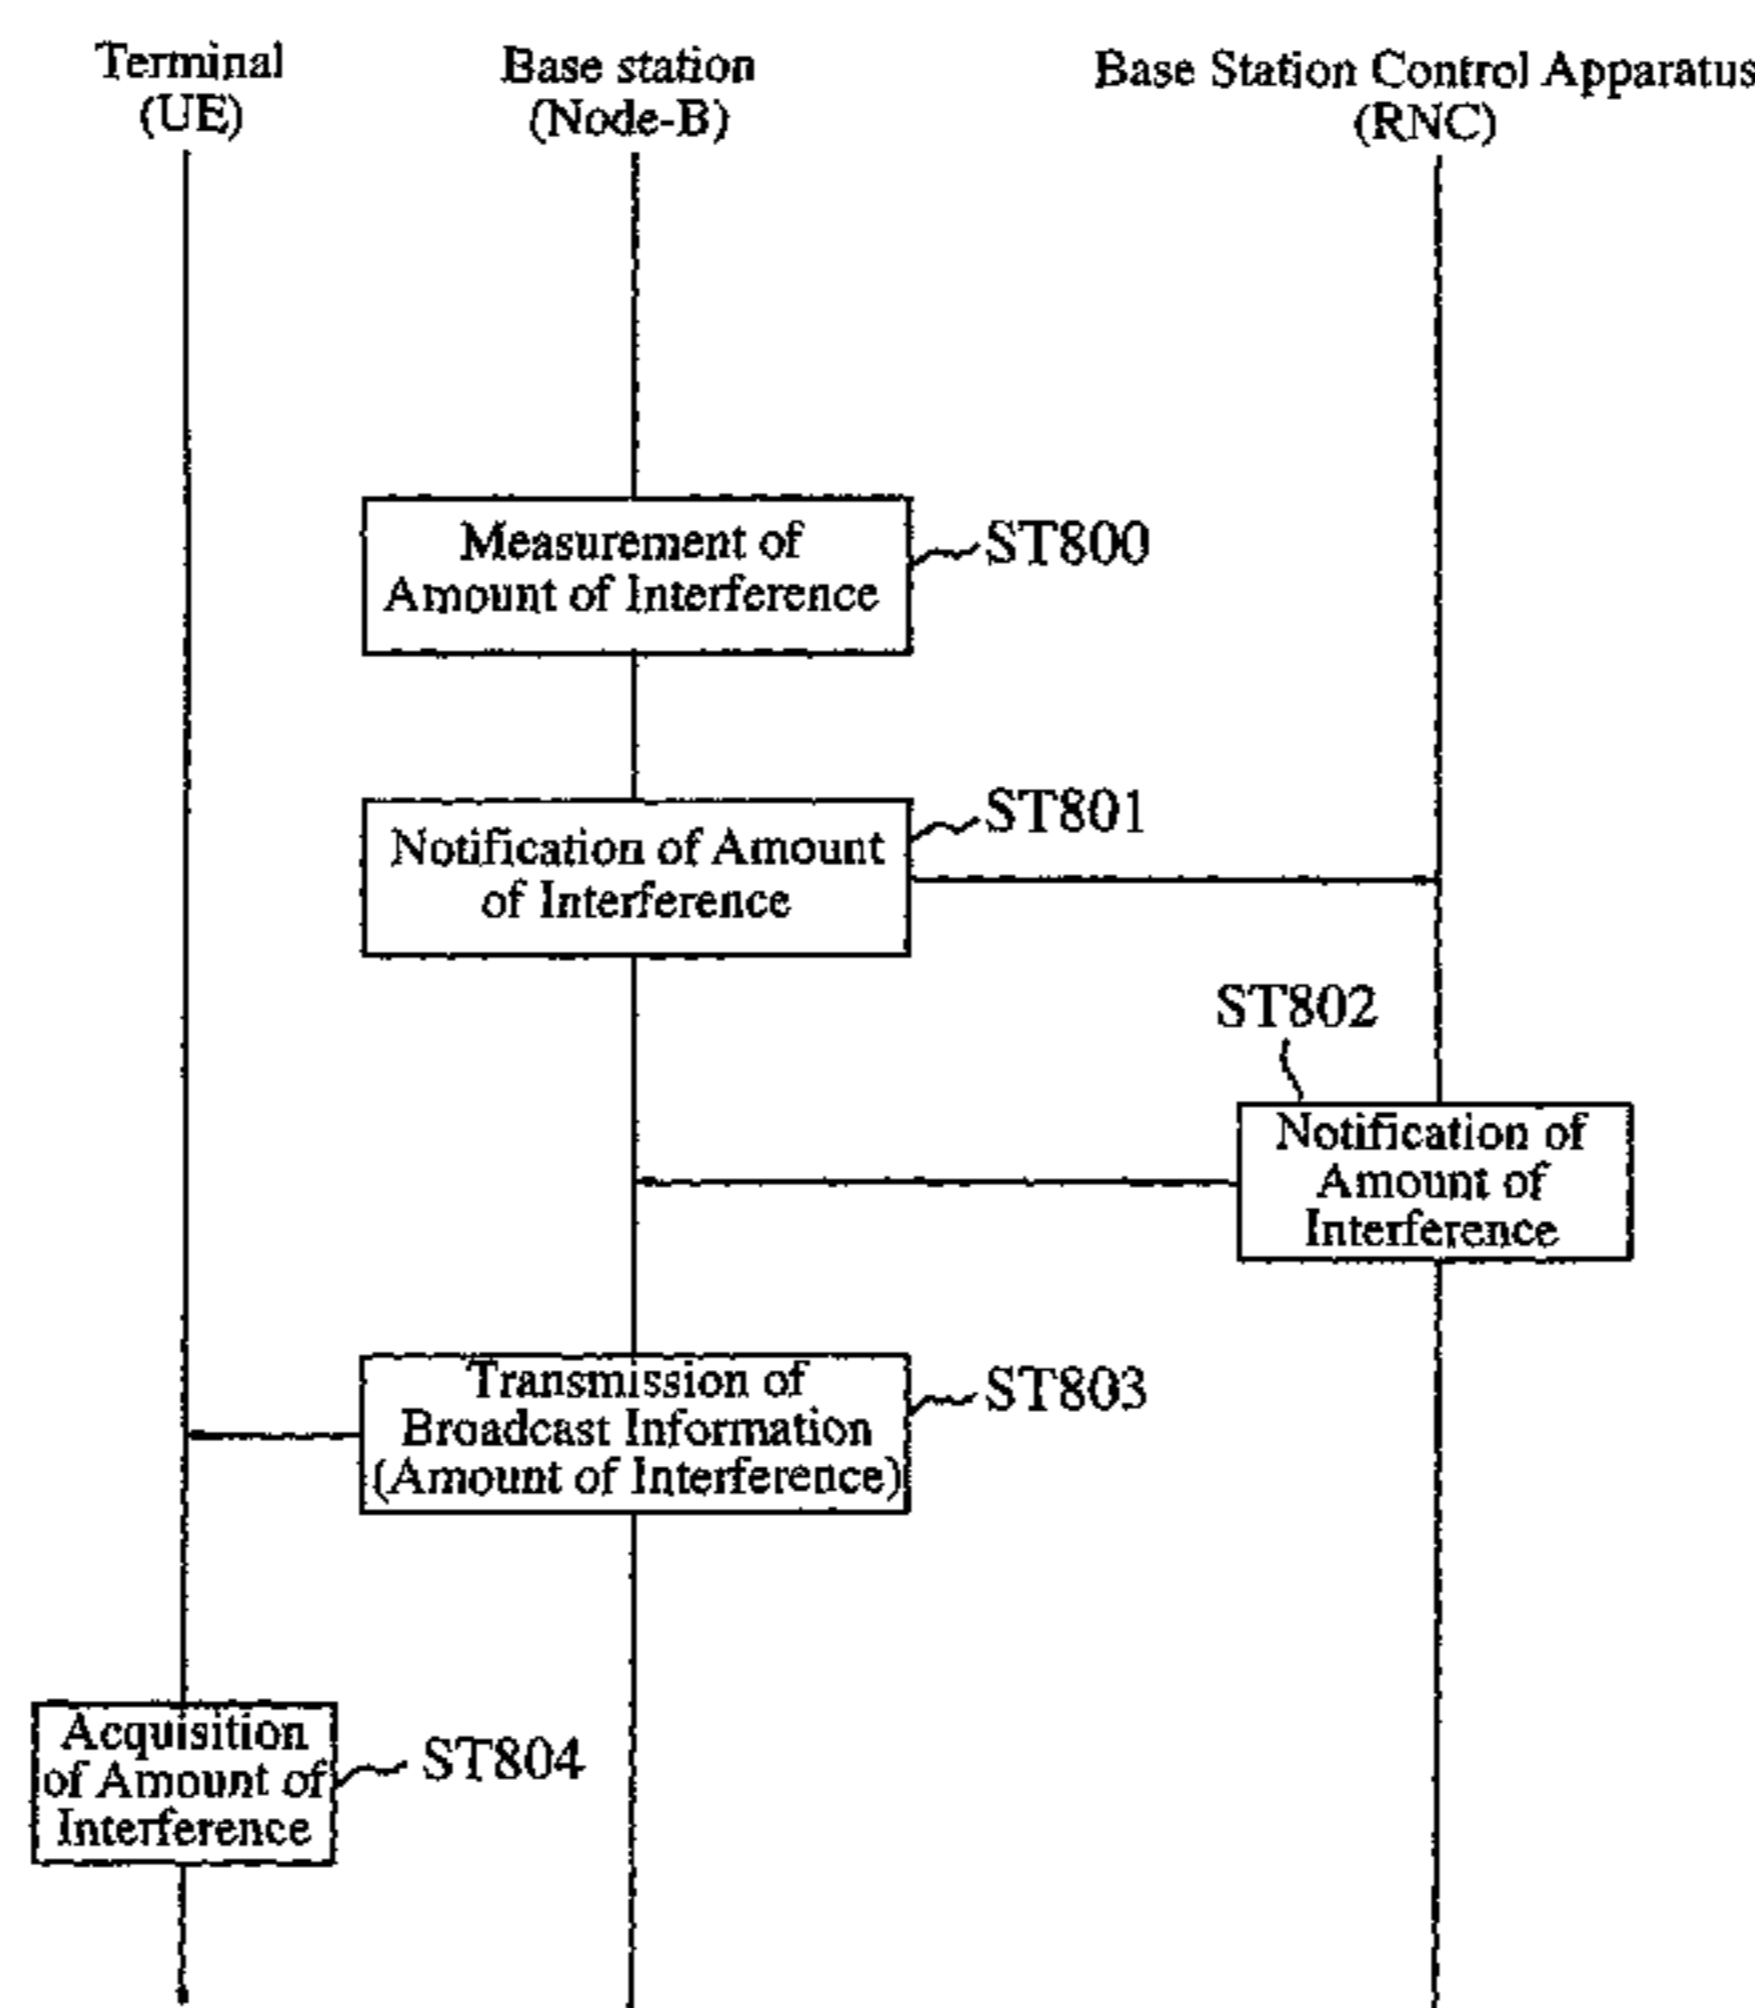 Terminal
(UE)
Base station
(Node-B)
Base Station Control Apparatus
(RNC)
Measurement of
Amount of Interference
ST800
Notification of Amount
of Interference
ST801
ST802
Notification of
Amount of
Interference
Transmission of
Broadcast Information
(Amount of Interference)
ST803
Acquisition
of Amount of
Interference
ST804